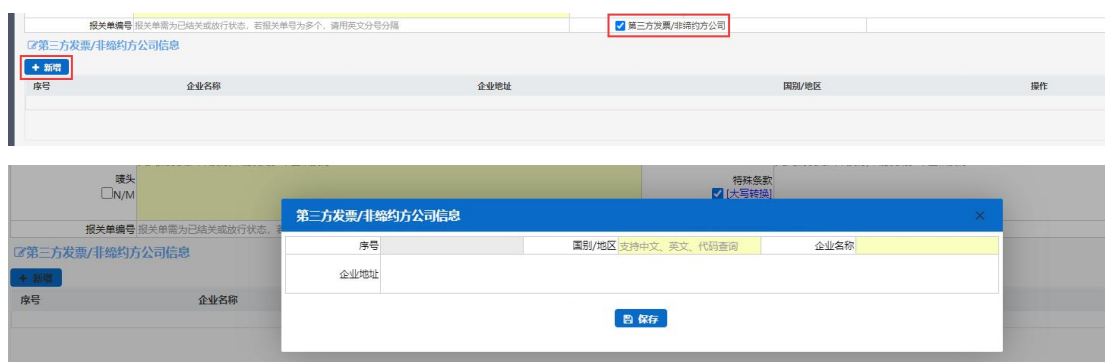 报关单编号 报关单需为已结关或放行状态，若报关单号为多个，请用英文分号分隔 第三方发票/非缔约方公司
第三方发票/非缔约方公司信息
+ 新增
序号 企业名称 企业地址 国别/地区 操作
唛头 特殊条款
N/M [大写转换]
报关单编号 报关单需为已结关或放行状态，
第三方发票/非缔约方公司信息
+ 新增
序号 企业名称
第三方发票/非缔约方公司信息 ×
序号 国别/地区 支持中文、英文、代码查询 企业名称
企业地址
保存